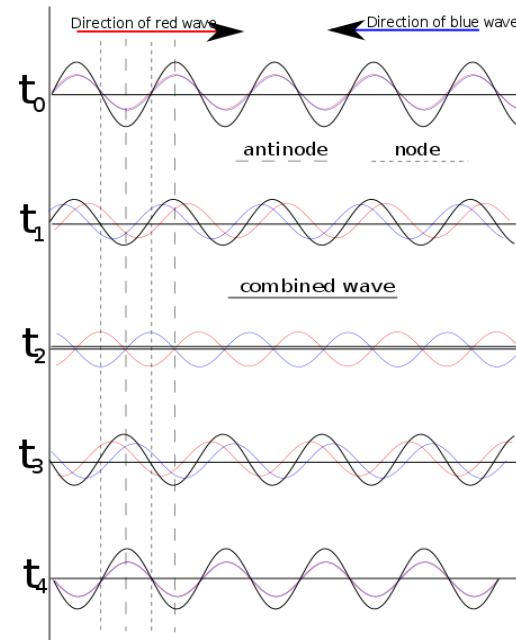 Direction of red wave
Direction of blue wave
t0
antinode node
t1
combined wave
t2
t3
t4